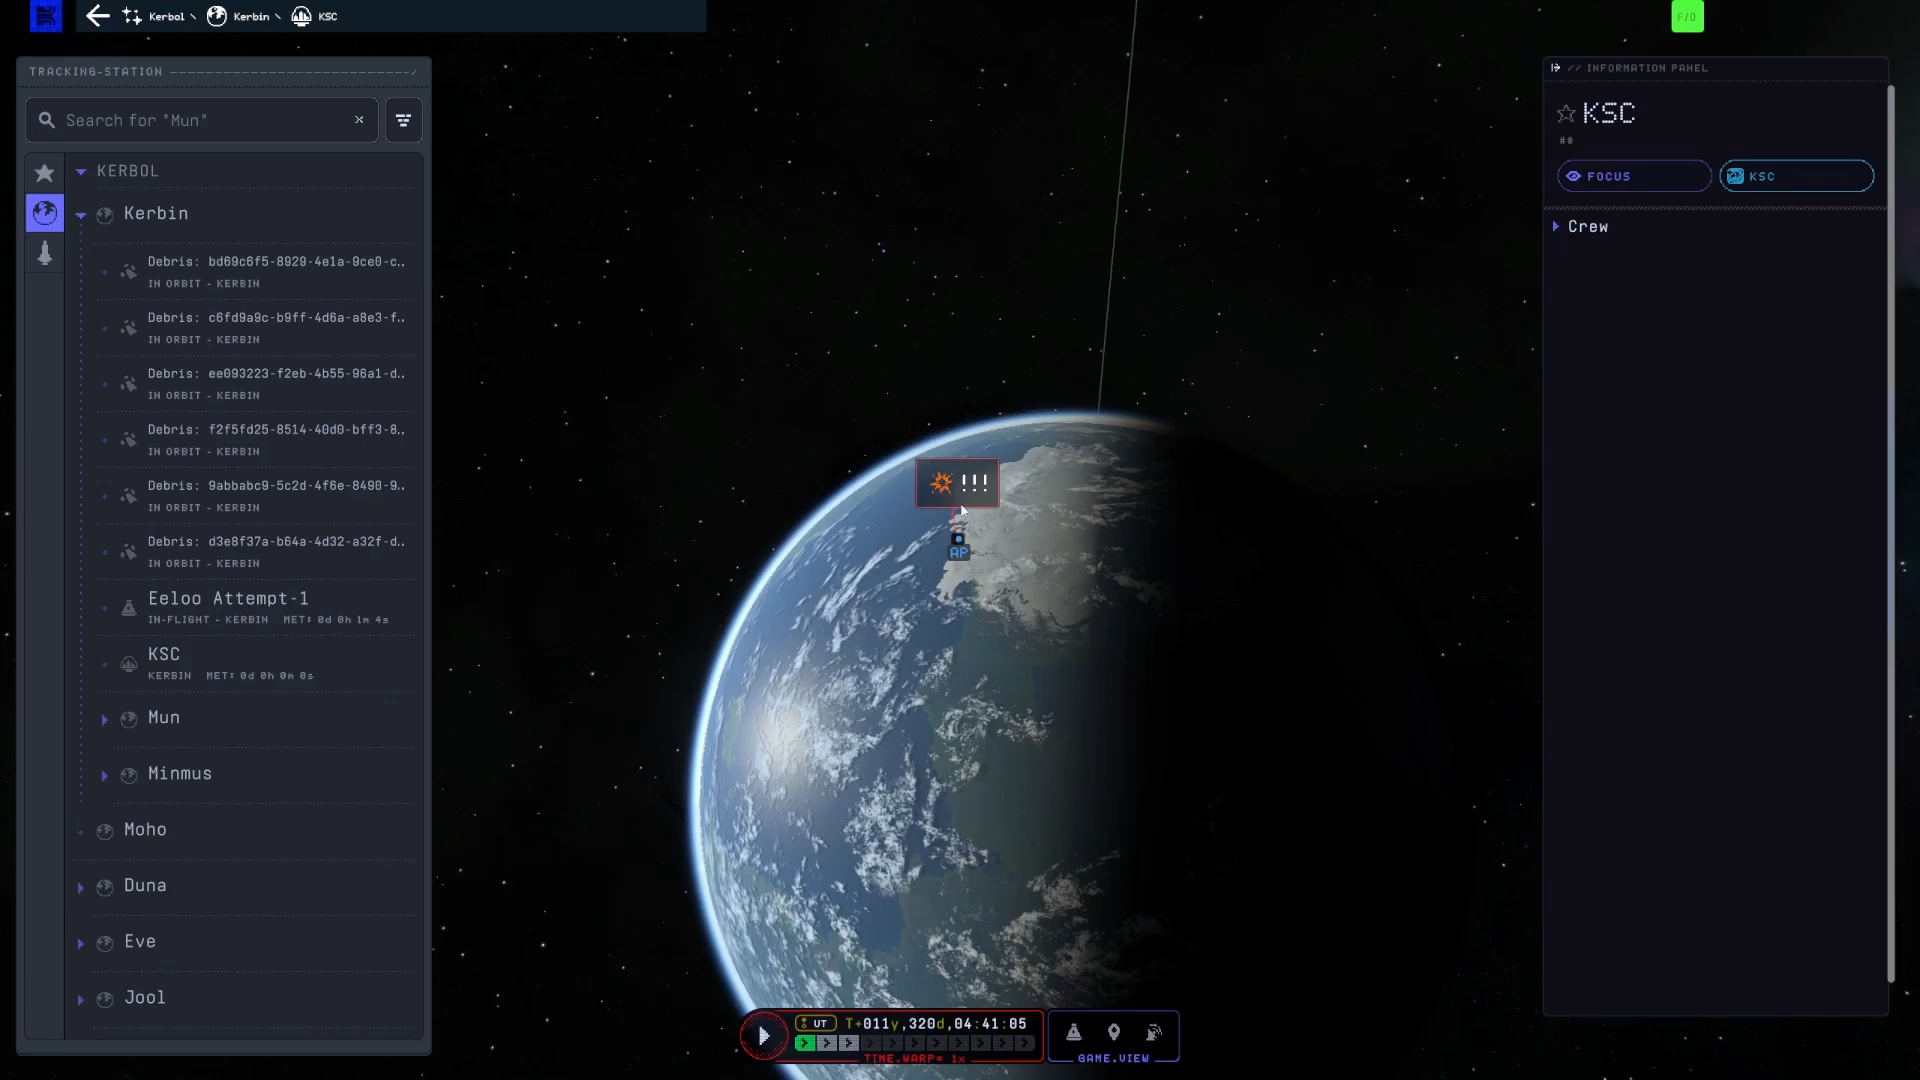 Kerbol \ Kerbin \ KSC
F/O
TRACKING-STATION
Search for "Mun"
KERBOL
Kerbin
Debris: bd69c6f5-8929-4e1a-9ce0-c..
IN ORBIT - KERBIN
Debris: c6fd9a9c-b9ff-4d6a-a8e3-f..
IN ORBIT - KERBIN
Debris: ee093223-f2eb-4b55-96a1-d..
IN ORBIT - KERBIN
Debris: f2f5fd25-8514-40d0-bff3-8..
IN ORBIT - KERBIN
Debris: 9abbabc9-5c2d-4f6e-8490-9..
IN ORBIT - KERBIN
Debris: d3e8f37a-b64a-4d32-a32f-d..
IN ORBIT - KERBIN
Eeloo Attempt-1
IN-FLIGHT - KERBIN MET: 0d 0h 1m 4s
KSC
KERBIN MET: 0d 0h 0m 0s
Mun
Minmus
Moho
Duna
Eve
Jool
!!!
AP
UT T+011y,320d,04:41:05
TIME.WARP= 1x
GAME.VIEW
// INFORMATION PANEL
KSC
##
FOCUS
KSC
Crew